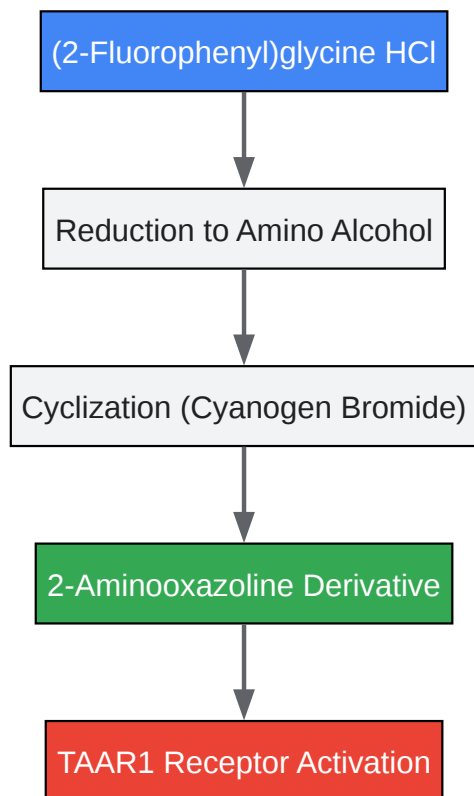 (2-Fluorophenyl)glycine HCl
Reduction to Amino Alcohol
Cyclization (Cyanogen Bromide)
2-Aminooxazoline Derivative
TAAR1 Receptor Activation